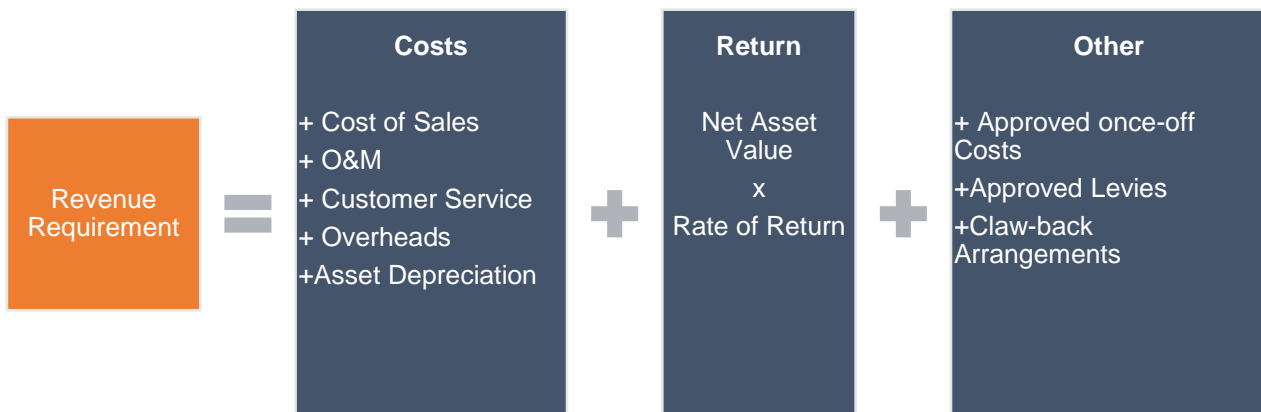 Revenue
Requirement
Costs
+ Cost of Sales
+ O&M
+ Customer Service
+ Overheads
+Asset Depreciation
Return
Net Asset
Value
x
Rate of Return
Other
+ Approved once-off
Costs
+Approved Levies
+Claw-back
Arrangements